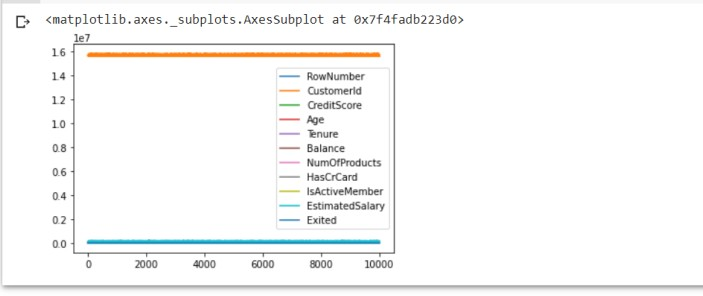 <matplotlib.axes._subplots.AxesSubplot at 0x7f4fadb223d0>
1e7
1.6
1.4
1.2
1.0
0.8
0.6
0.4
0.2
0.0
RowNumber
CustomerId
CreditScore
Age
Tenure
Balance
NumOfProducts
HasCrCard
IsActiveMember
EstimatedSalary
Exited
0 2000 4000 6000 8000 10000